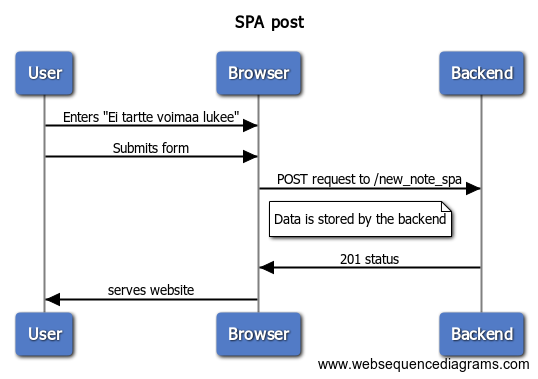 SPA post
User Browser Backend
Enters "Ei tartte voimaa lukee"
Submits form
POST request to /new_note_spa
Data is stored by the backend
201 status
serves website
User Browser Backend
www.websequencediagrams.com